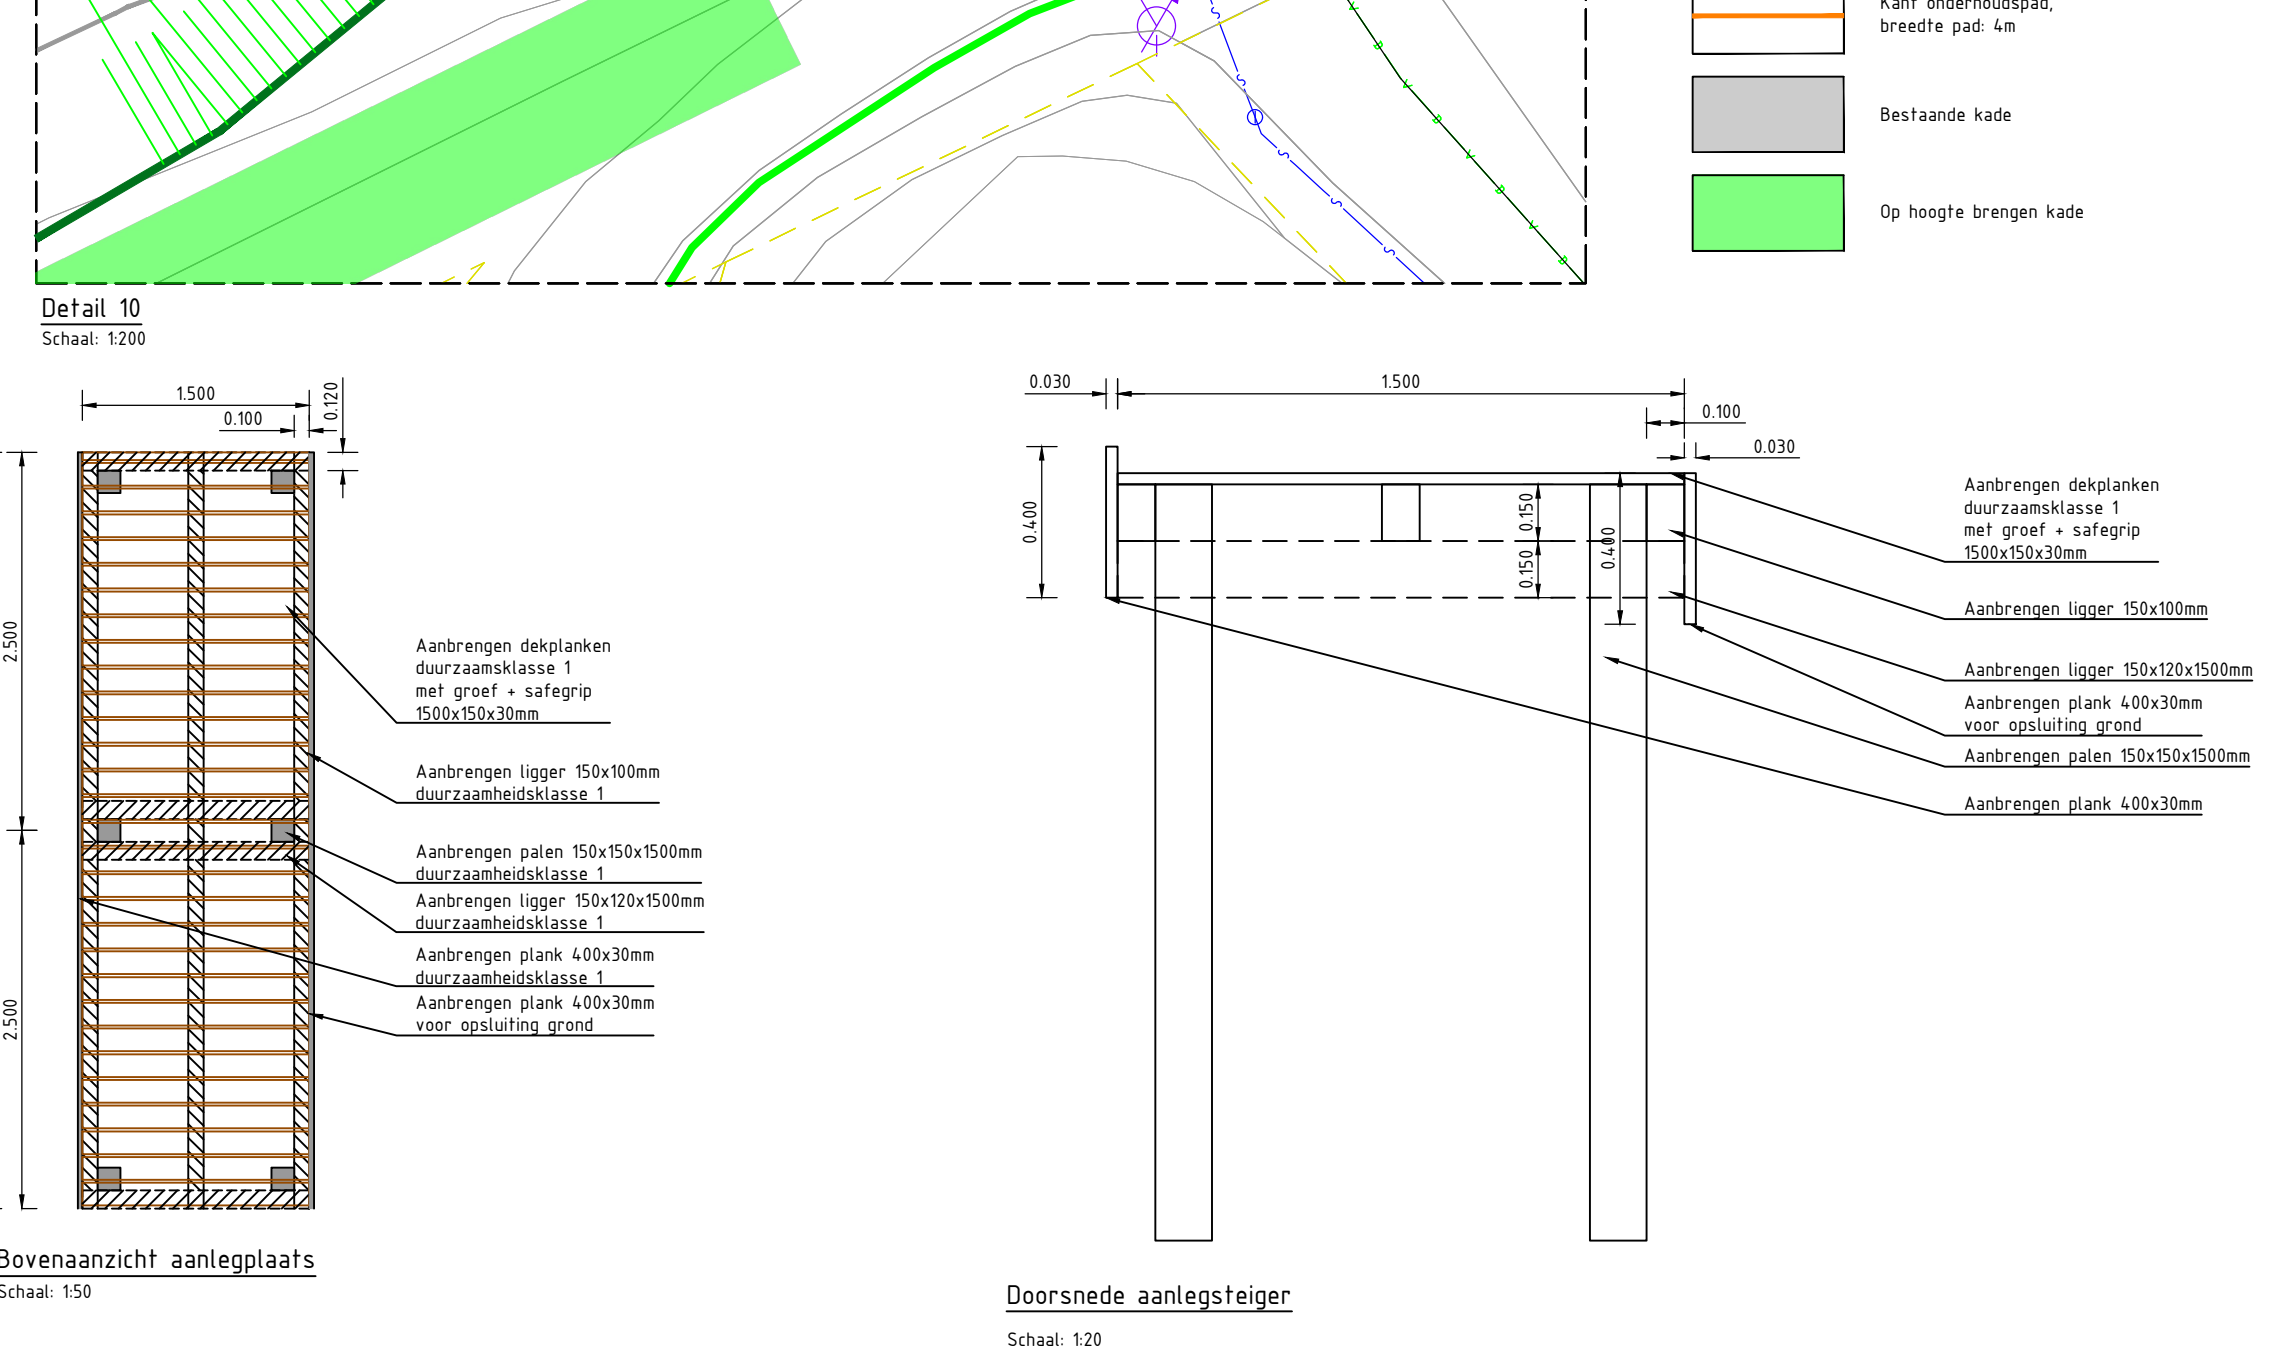 Kant onderhoudspad,
breedte pad: 4m
Bestaande kade
Op hoogte brengen kade
Detail 10
Schaal: 1:200
1.500
0.100
0.120
2.500
2.500
Aanbrengen dekplanken
duurzaamsklasse 1
met groef + safegrip
1500x150x30mm
Aanbrengen ligger 150x100mm
duurzaamheidsklasse 1
Aanbrengen palen 150x150x1500mm
duurzaamheidsklasse 1
Aanbrengen ligger 150x120x1500mm
duurzaamheidsklasse 1
Aanbrengen plank 400x30mm
duurzaamheidsklasse 1
Aanbrengen plank 400x30mm
voor opsluiting grond
Bovenaanzicht aanlegplaats
Schaal: 1:50
0.030
1.500
0.100
0.030
0.400
0.150
0.150
0.400
Aanbrengen dekplanken
duurzaamsklasse 1
met groef + safegrip
1500x150x30mm
Aanbrengen ligger 150x100mm
Aanbrengen ligger 150x120x1500mm
Aanbrengen plank 400x30mm
voor opsluiting grond
Aanbrengen palen 150x150x1500mm
Aanbrengen plank 400x30mm
Doorsnede aanlegsteiger
Schaal: 1:20